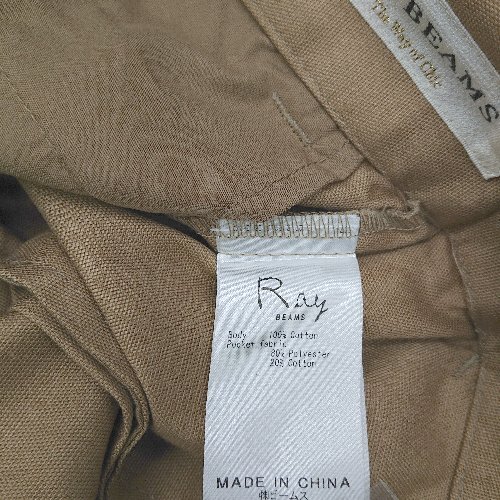 BEAMS
The Way of Chic
Ray
BEAMS
Body 100% Cotton
Pocket fabric
80% Polyester
20% Cotton
MADE IN CHINA
㈱ビームス